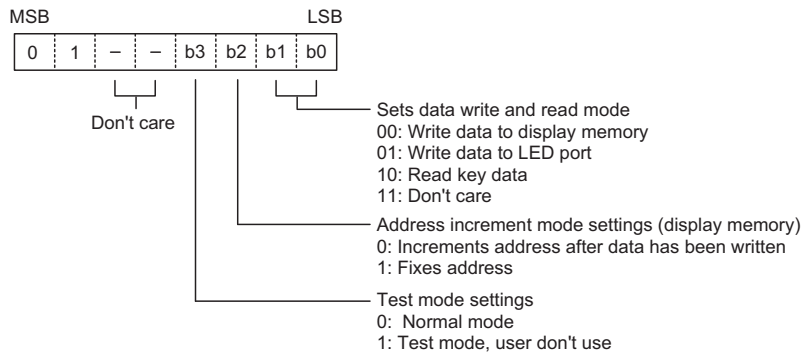 MSB LSB
0 1 – – b3 b2 b1 b0
Don't care
Sets data write and read mode
00: Write data to display memory
01: Write data to LED port
10: Read key data
11: Don't care
Address increment mode settings (display memory)
0: Increments address after data has been written
1: Fixes address
Test mode settings
0: Normal mode
1: Test mode, user don't use